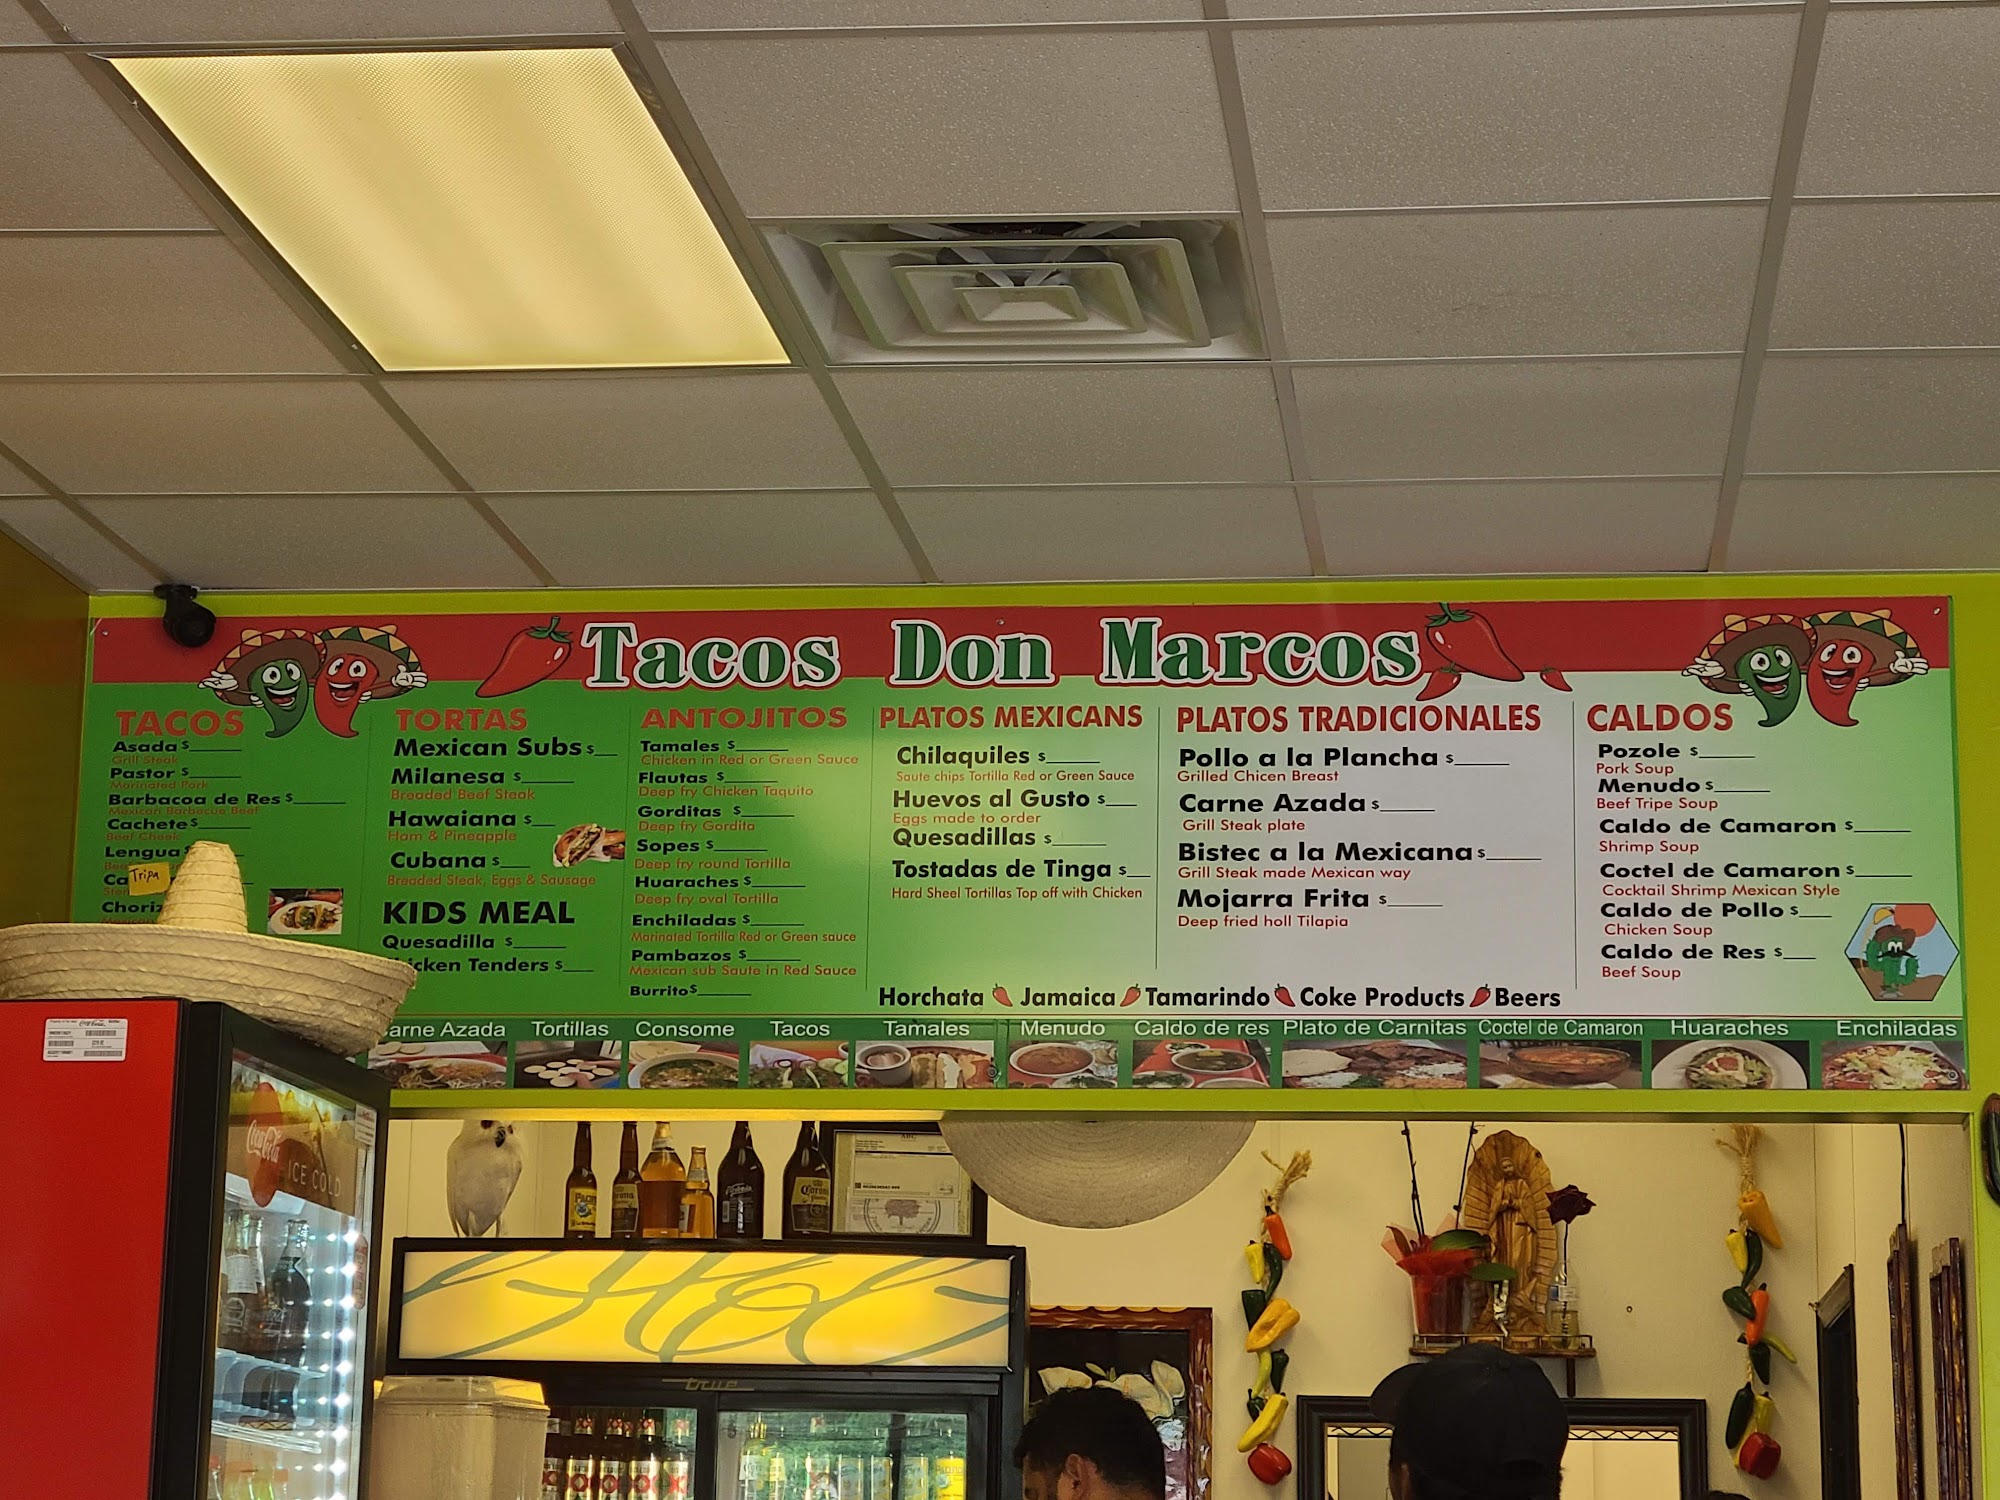 Tacos Don Marcos
TACOS
Asada $
Grill Steak
Pastor $
Marinated Pork
Barbacoa de Res $
Mexican Barbacue Beef
Cachete $
Beef Cheek
Lengua $
Tripa
TORTAS
Mexican Subs $
Milanesa $
Breaded Beef Steak
Hawaiana $
Ham & Pineapple
Cubana $
Breaded Steak, Eggs & Sausage
KIDS MEAL
Quesadilla $
Tenders $
ANTOJITOS
Tamales $
Chicken in Red or Green Sauce
Flautas $
Deep fry Chicken Taquito
Gorditas $
Deep fry Gordita
Sopes $
Deep fry round Tortilla
Huaraches $
Deep fry oval Tortilla
Enchiladas $
Marinated Tortilla Red or Green sauce
Pambazos $
Mexican sub Saute in Red Sauce
Burrito $
PLATOS MEXICANS
Chilaquiles $
Saute chips Tortilla Red or Green Sauce
Huevos al Gusto $
Eggs made to order
Quesadillas $
Tostadas de Tinga $
Hard Sheel Tortillas Top off with Chicken
PLATOS TRADICIONALES
Pollo a la Plancha $
Grilled Chicen Breast
Carne Azada $
Grill Steak plate
Bistec a la Mexicana $
Grill Steak made Mexican way
Mojarra Frita $
Deep fried holl Tilapia
CALDOS
Pozole $
Pork Soup
Menudo $
Beef Tripe Soup
Caldo de Camaron $
Shrimp Soup
Coctel de Camaron $
Cocktail Shrimp Mexican Style
Caldo de Pollo $
Chicken Soup
Caldo de Res $
Beef Soup
Horchata Jamaica Tamarindo Coke Products Beers
Azada Tortillas Consome Tacos Tamales Menudo Caldo de res Plato de Carnitas Coctel de Camaron Huaraches Enchiladas
Coca-Cola
ICE COLD
Corona
true